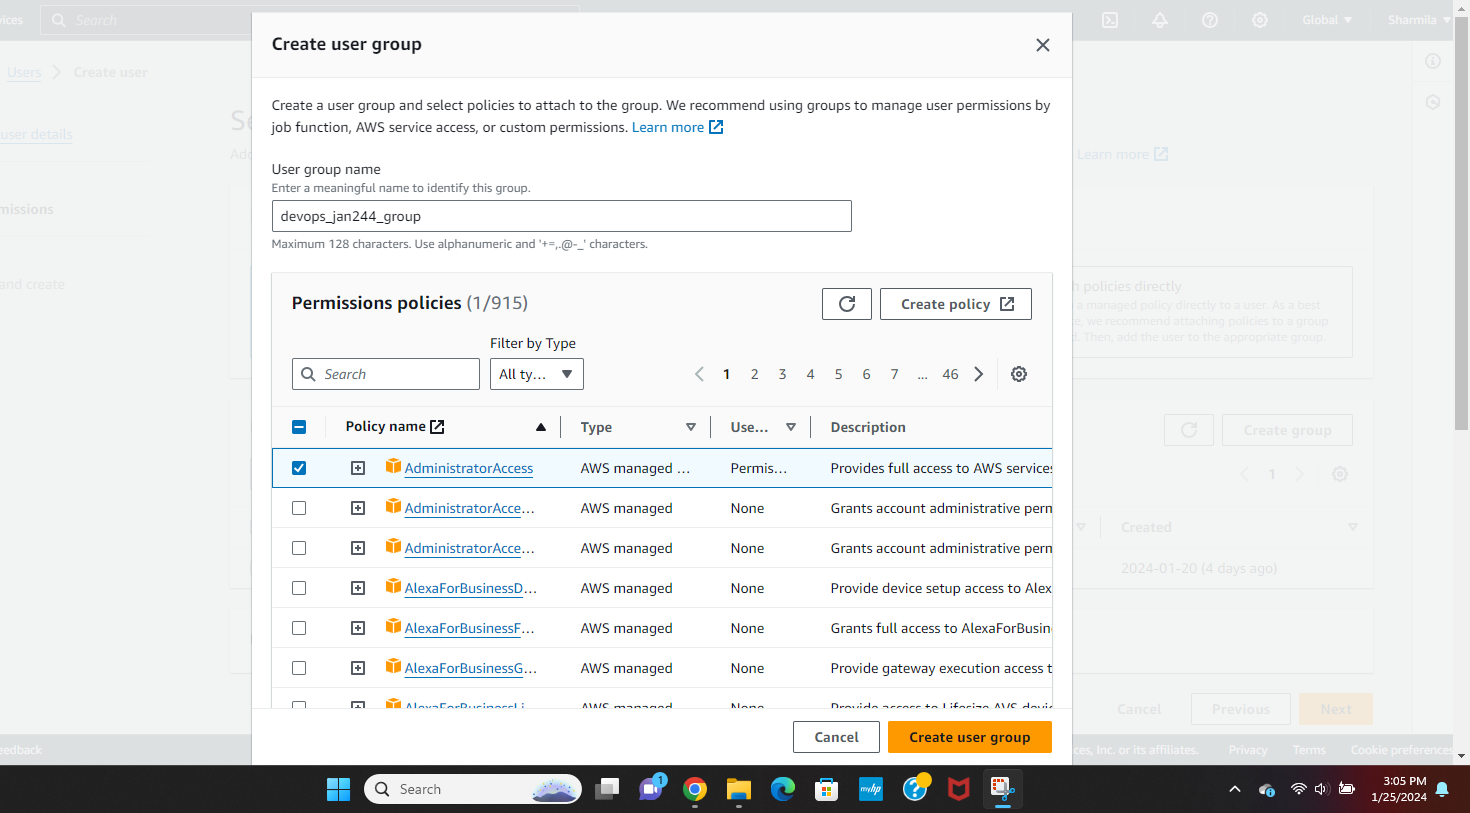 ices
Search
Global
Sharmila
Users
Create user
user details
Se
Add
Learn more
missions
and create
Create user group
Create a user group and select policies to attach to the group. We recommend using groups to manage user permissions by
job function, AWS service access, or custom permissions. Learn more
User group name
Enter a meaningful name to identify this group.
devops_jan244_group
Maximum 128 characters. Use alphanumeric and '+=,.@-_' characters.
Permissions policies (1/915)
Create policy
Filter by Type
Search
All ty...
1 2 3 4 5 6 7 ... 46
Policy name Type Use... Description
AdministratorAccess AWS managed ... Permis... Provides full access to AWS services
AdministratorAcce... AWS managed None Grants account administrative perm
AdministratorAcce... AWS managed None Grants account administrative perm
AlexaForBusinessD... AWS managed None Provide device setup access to Alex
AlexaForBusinessF... AWS managed None Grants full access to AlexaForBusin
AlexaForBusinessG... AWS managed None Provide gateway execution access t
AlexaForBusinessLi AWS managed None Provide access to Lifesize AVS devic
Cancel
Create user group
h policies directly
a managed policy directly to a user. As a best
e, we recommend attaching policies to a group
d. Then, add the user to the appropriate group.
Create group
1
Created
2024-01-20 (4 days ago)
Cancel
Previous
Next
eedback
ces, Inc. or its affiliates.
Privacy
Terms
Cookie preferences
Search
1
myhp
3:05 PM
1/25/2024